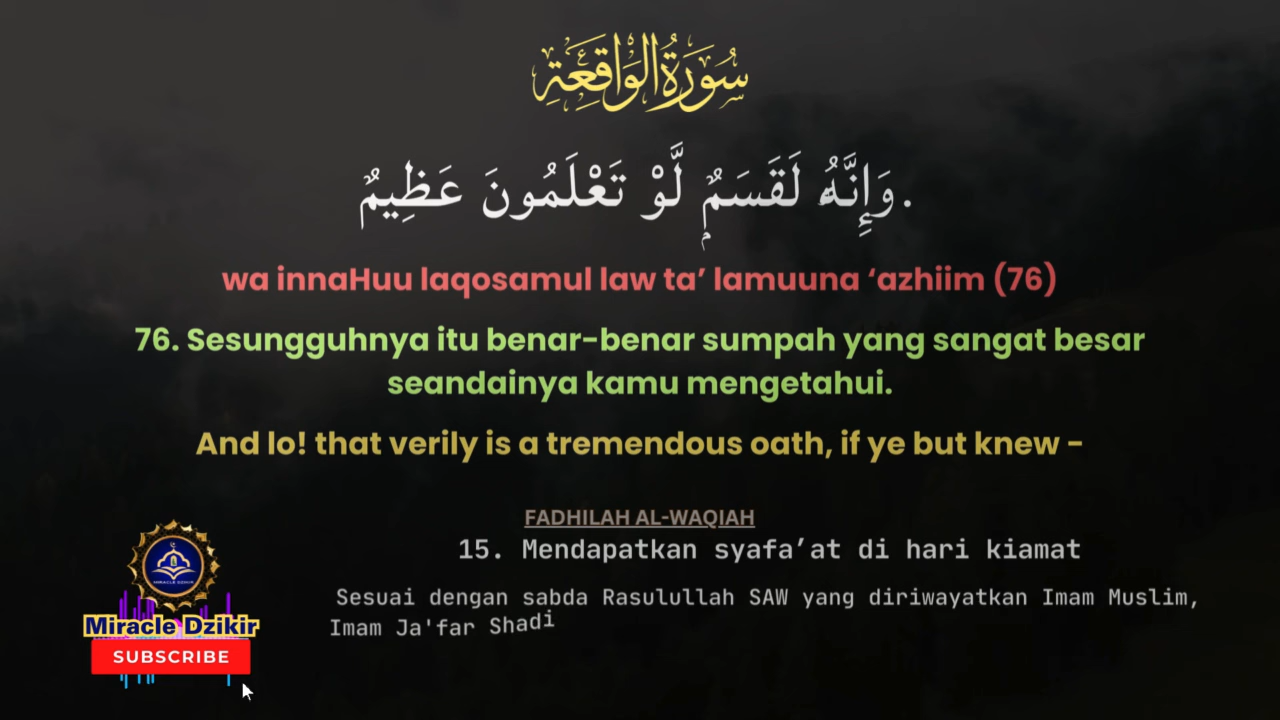 سُورَةُ الوَاقِعَةِ
وَإِنَّهُ لَقَسَمٌ لَّوْ تَعْلَمُونَ عَظِيمٌ.
wa innaHuu laqosamul law ta’ lamuuna ‘azhiim (76)
76. Sesungguhnya itu benar-benar sumpah yang sangat besar
seandainya kamu mengetahui.
And lo! that verily is a tremendous oath, if ye but knew -
FADHILAH AL-WAQIAH
15. Mendapatkan syafa’at di hari kiamat
Sesuai dengan sabda Rasulullah SAW yang diriwayatkan Imam Muslim,
Imam Ja'far Shadi
MIRACLE DZIKIR
Miracle Dzikir
SUBSCRIBE